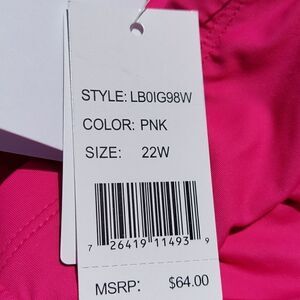 STYLE: LB0IG98W
COLOR: PNK
SIZE: 22W
7 26419 11493 9
MSRP: $64.00